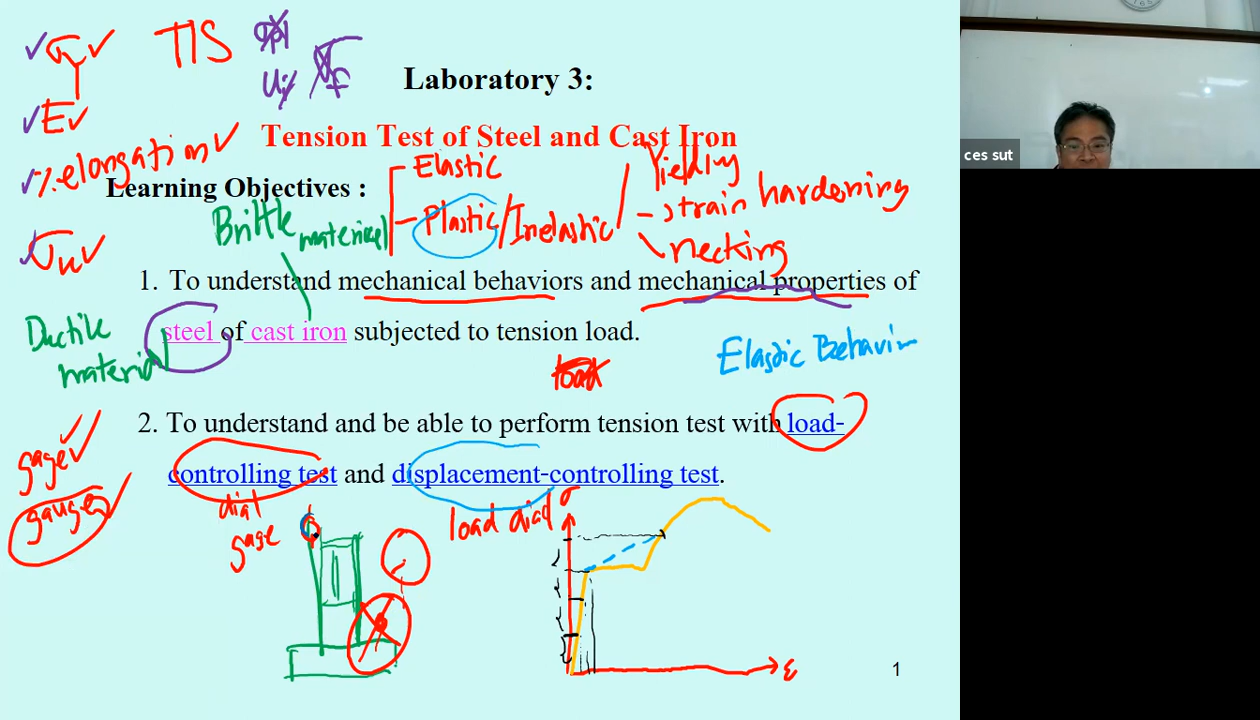 σy
TIS
Laboratory 3:
E
Tension Test of Steel and Cast Iron
% elongation
Elastic
Yielding
Learning Objectives :
Brittle material
Plastic/Inelastic
strain hardening
necking
σu
1. To understand mechanical behaviors and mechanical properties of
steel of cast iron subjected to tension load.
Ductile
material
Elastic Behavior
2. To understand and be able to perform tension test with load-
controlling test and displacement-controlling test.
gage
gauge
dial
gage
load dial
σ
ε
1
ces sut